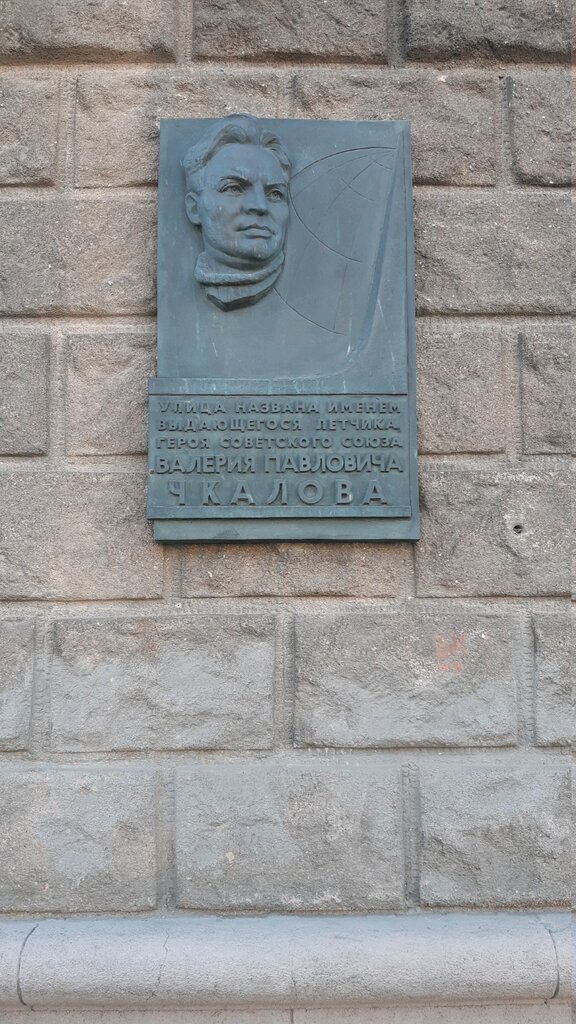 УЛИЦА НАЗВАНА ИМЕНЕМ
ВЫДАЮЩЕГОСЯ ЛЕТЧИКА,
ГЕРОЯ СОВЕТСКОГО СОЮЗА
ВАЛЕРИЯ ПАВЛОВИЧА
ЧКАЛОВА